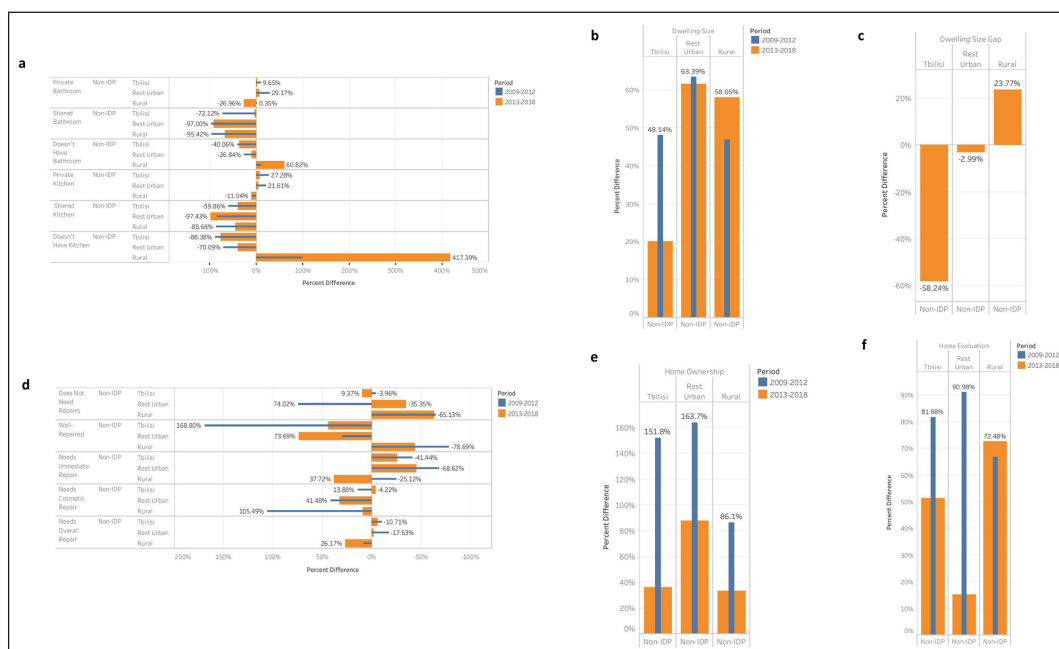 a
Private Bathroom Non-IDP Tbilisi 9.65%
Rest Urban 29.17%
Rural -26.96% 0.35%
Shared Bathroom Non-IDP Tbilisi -72.12%
Rest Urban -97.00%
Rural -95.42%
Doesn't Have Bathroom Non-IDP Tbilisi -40.06%
Rest Urban -26.84%
Rural 60.82%
Private Kitchen Non-IDP Tbilisi 27.28%
Rest Urban 21.61%
Rural -11.04%
Shared Kitchen Non-IDP Tbilisi -59.86%
Rest Urban -97.43%
Rural -85.66%
Doesn't Have Kitchen Non-IDP Tbilisi -88.38%
Rest Urban -70.09%
Rural 417.39%
-100% 0% 100% 200% 300% 400% 500%
Percent Difference
Period
2009-2012
2013-2018
b
Dwelling Size
Tbilisi Rest Urban Rural
63.39%
58.05%
48.14%
60%
50%
40%
30%
20%
10%
0%
Percent Difference
Non-IDP Non-IDP Non-IDP
Period
2009-2012
2013-2018
c
Dwelling Size Gap
Tbilisi Rest Urban Rural
23.77%
-2.99%
-58.24%
20%
0%
-20%
-40%
-60%
Percent Difference
Non-IDP Non-IDP Non-IDP
d
Does Not Need Repairs Non-IDP Tbilisi 9.37% -3.96%
Rest Urban 74.02% -35.35%
Rural -65.13%
Well-Repaired Non-IDP Tbilisi 168.80%
Rest Urban 73.69%
Rural -78.69%
Needs Immediate Repair Non-IDP Tbilisi -41.44%
Rest Urban -68.62%
Rural 37.72% -25.12%
Needs Cosmetic Repair Non-IDP Tbilisi 13.88% -4.22%
Rest Urban 41.48%
Rural 105.49%
Needs Overall Repair Non-IDP Tbilisi -10.71%
Rest Urban -17.63%
Rural 26.17%
200% 150% 100% 50% 0% -50% -100%
Percent Difference
Period
2009-2012
2013-2018
e
Home Ownership
Tbilisi Rest Urban Rural
163.7%
151.8%
86.1%
160%
140%
120%
100%
80%
60%
40%
20%
0%
Percent Difference
Non-IDP Non-IDP Non-IDP
Period
2009-2012
2013-2018
f
Home Evaluation
Tbilisi Rest Urban Rural
90.98%
81.68%
72.48%
90%
80%
70%
60%
50%
40%
30%
20%
10%
0%
Percent Difference
Non-IDP Non-IDP Non-IDP
Period
2009-2012
2013-2018